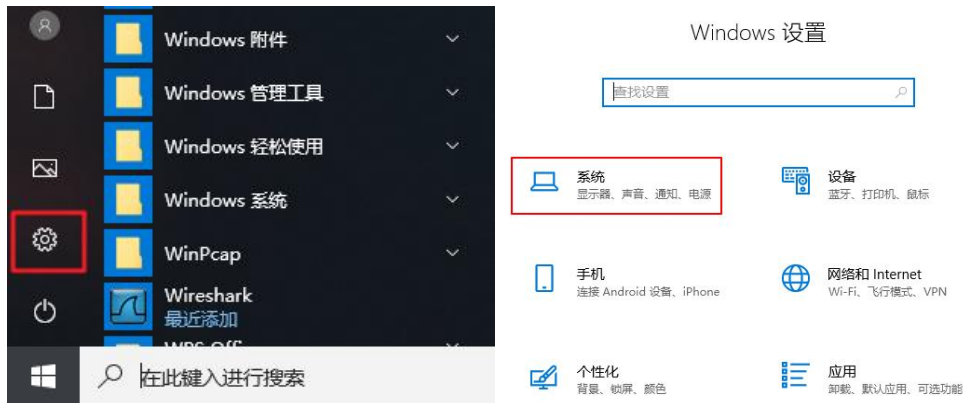 Windows 附件
Windows 管理工具
Windows 轻松使用
Windows 系统
WinPcap
Wireshark
最近添加
在此键入进行搜索
Windows 设置
查找设置
系统
显示器、声音、通知、电源
设备
蓝牙、打印机、鼠标
手机
连接 Android 设备、iPhone
网络和 Internet
Wi-Fi、飞行模式、VPN
个性化
背景、锁屏、颜色
应用
卸载、默认应用、可选功能